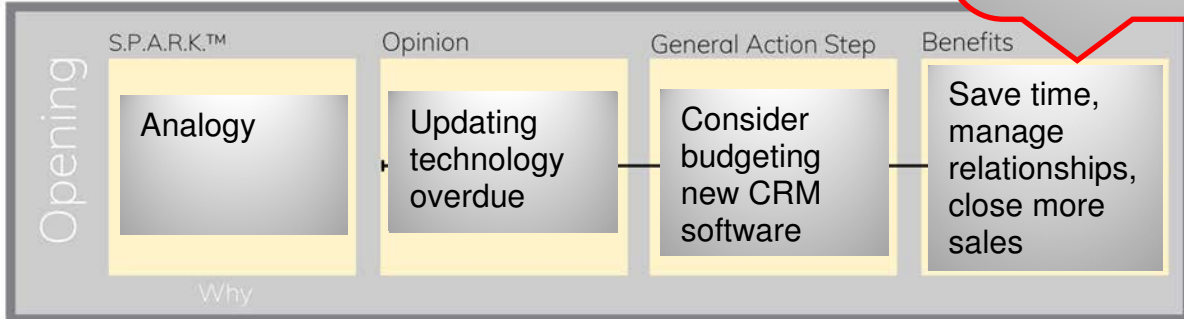 Opening
S.P.A.R.K.™
Opinion
General Action Step
Benefits
Analogy
Updating
technology
overdue
Consider
budgeting
new CRM
software
Save time,
manage
relationships,
close more
sales
Why